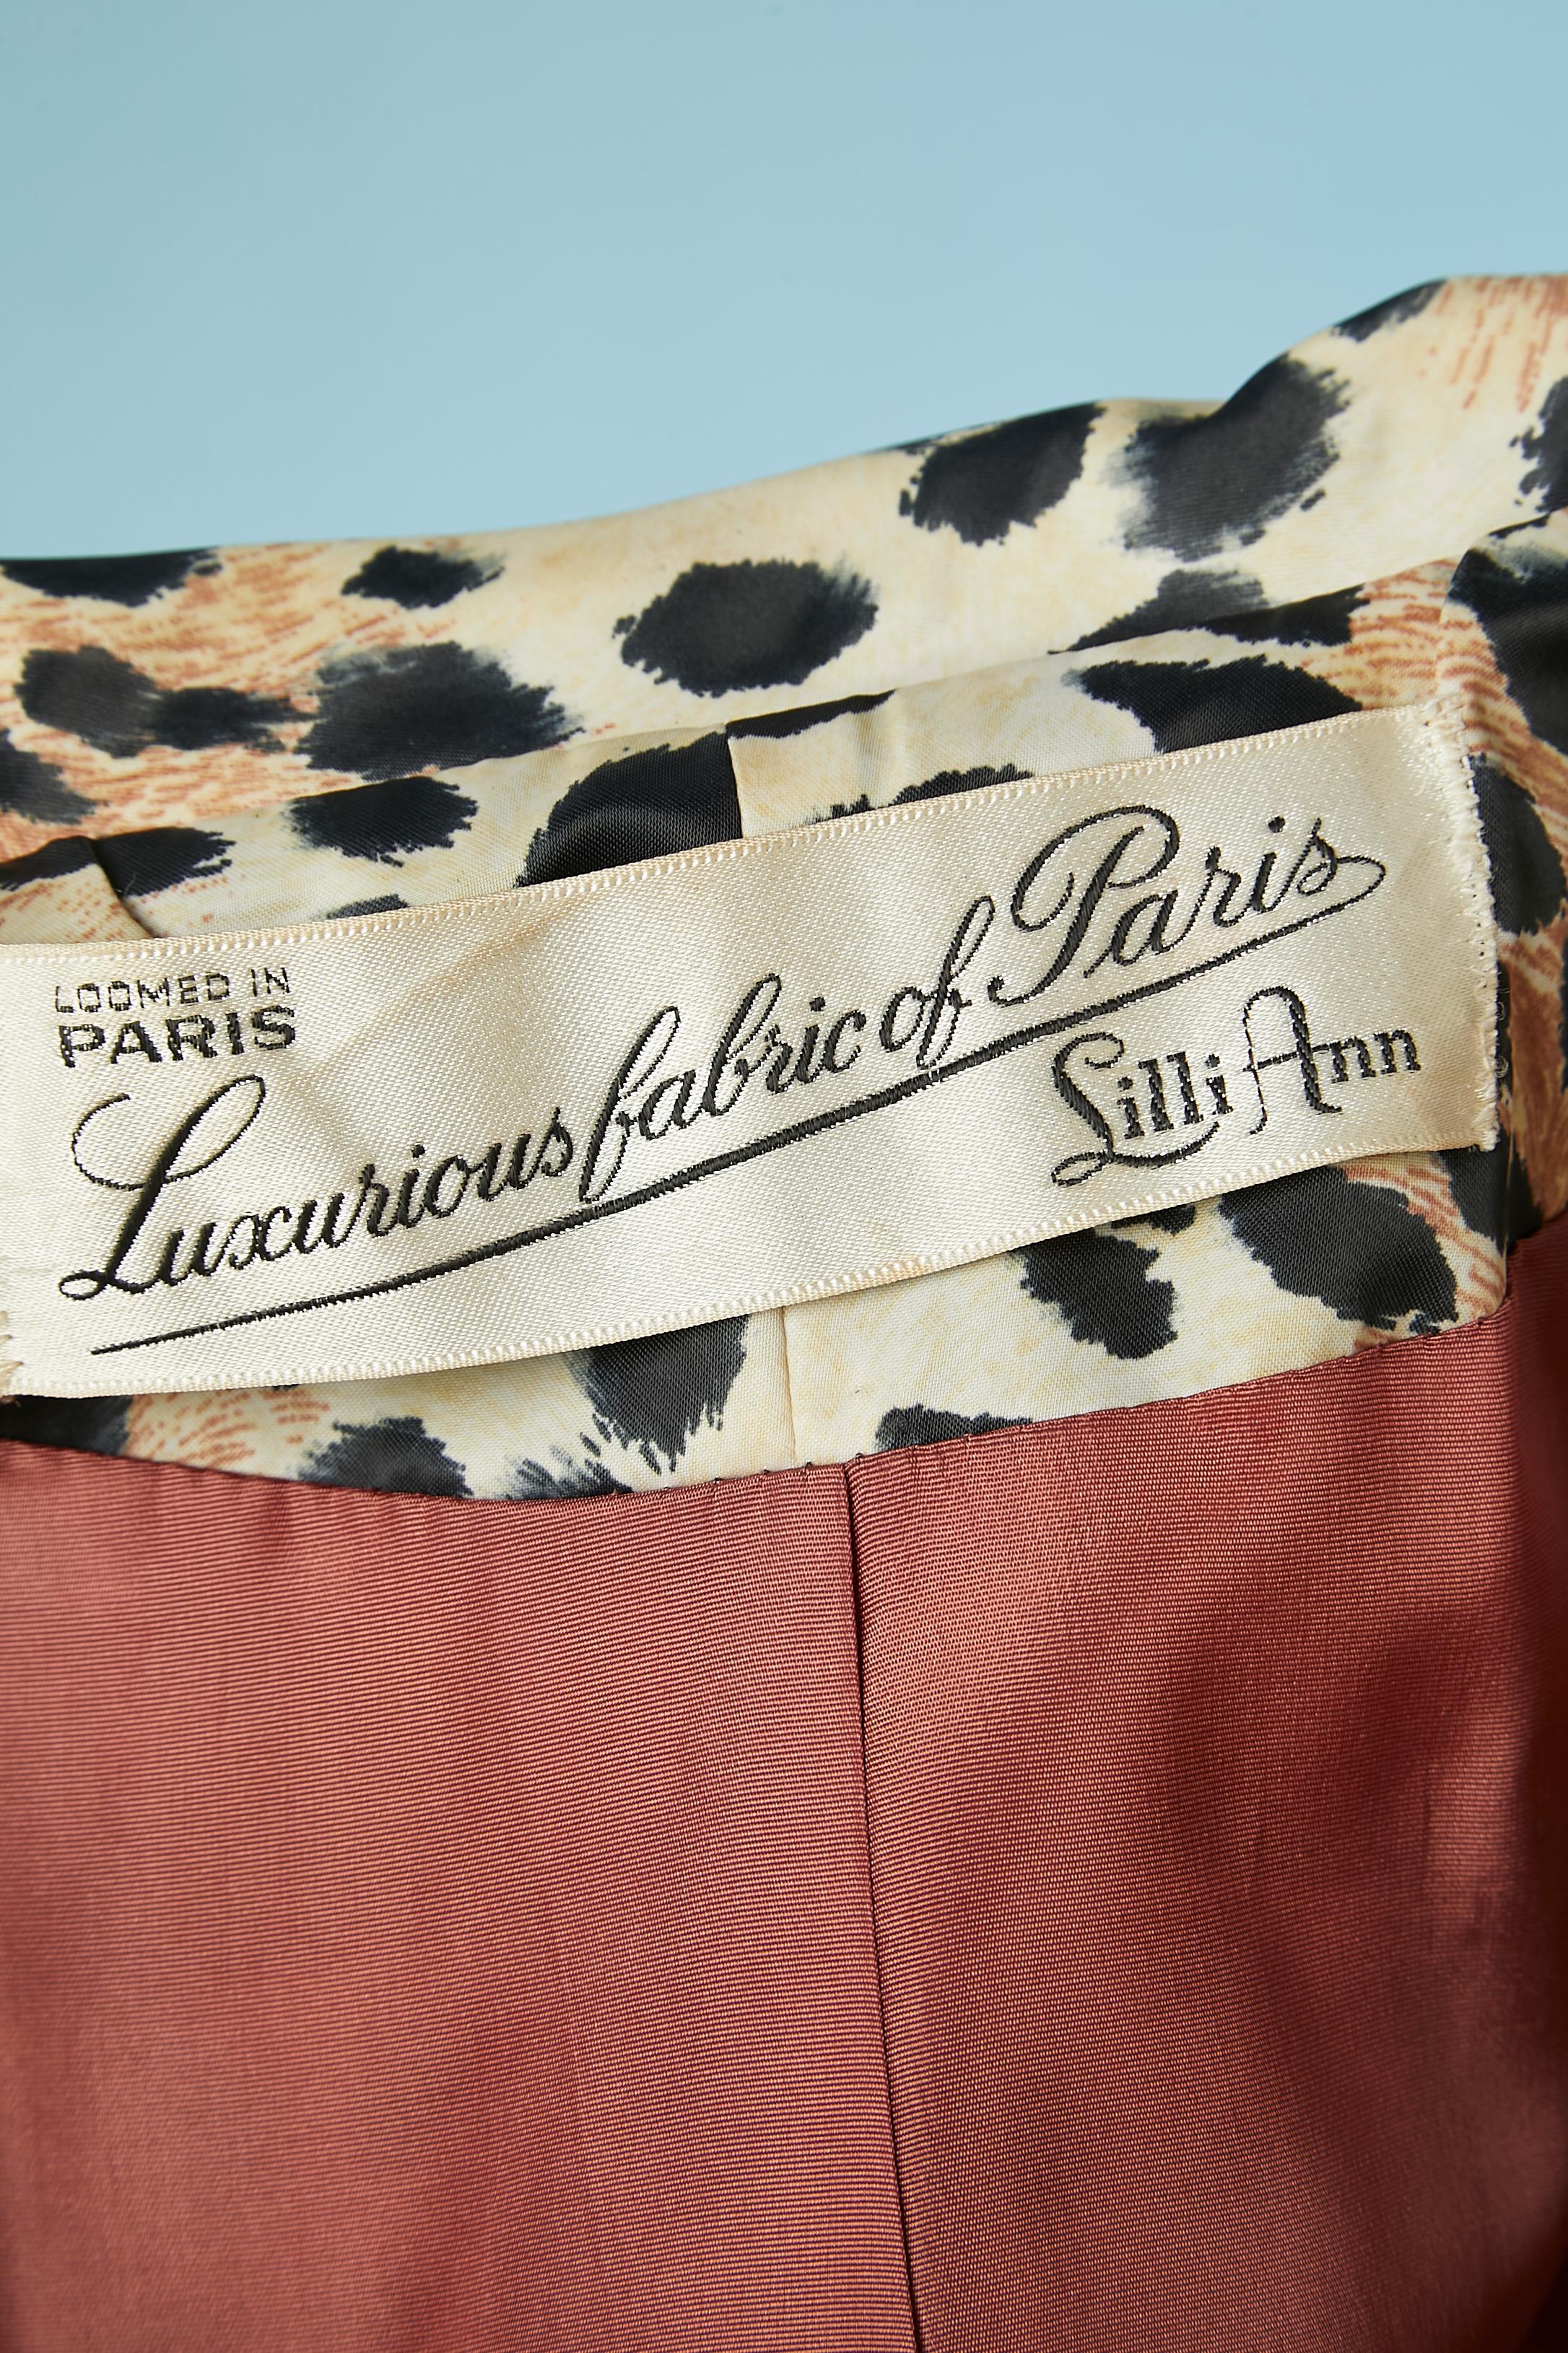 LOOMED IN
PARIS
Luxurious fabric of Paris
Lilli Ann